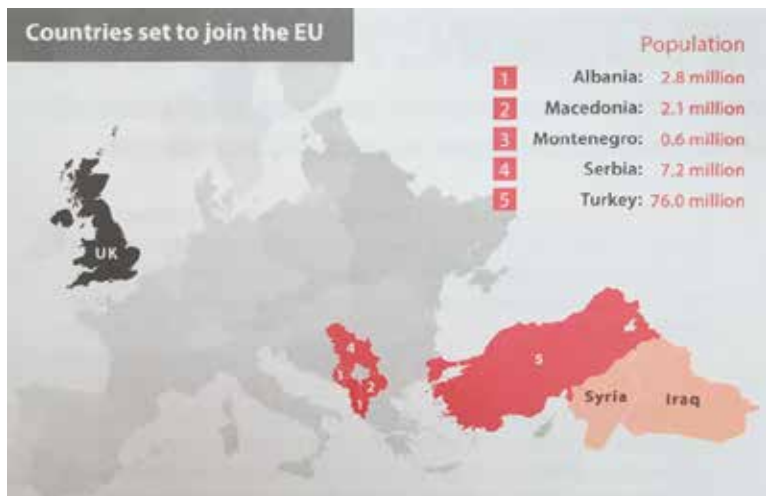 Countries set to join the EU
Population
1 Albania: 2.8 million
2 Macedonia: 2.1 million
3 Montenegro: 0.6 million
4 Serbia: 7.2 million
5 Turkey: 76.0 million
UK
4
3
2
1
5
Syria
Iraq